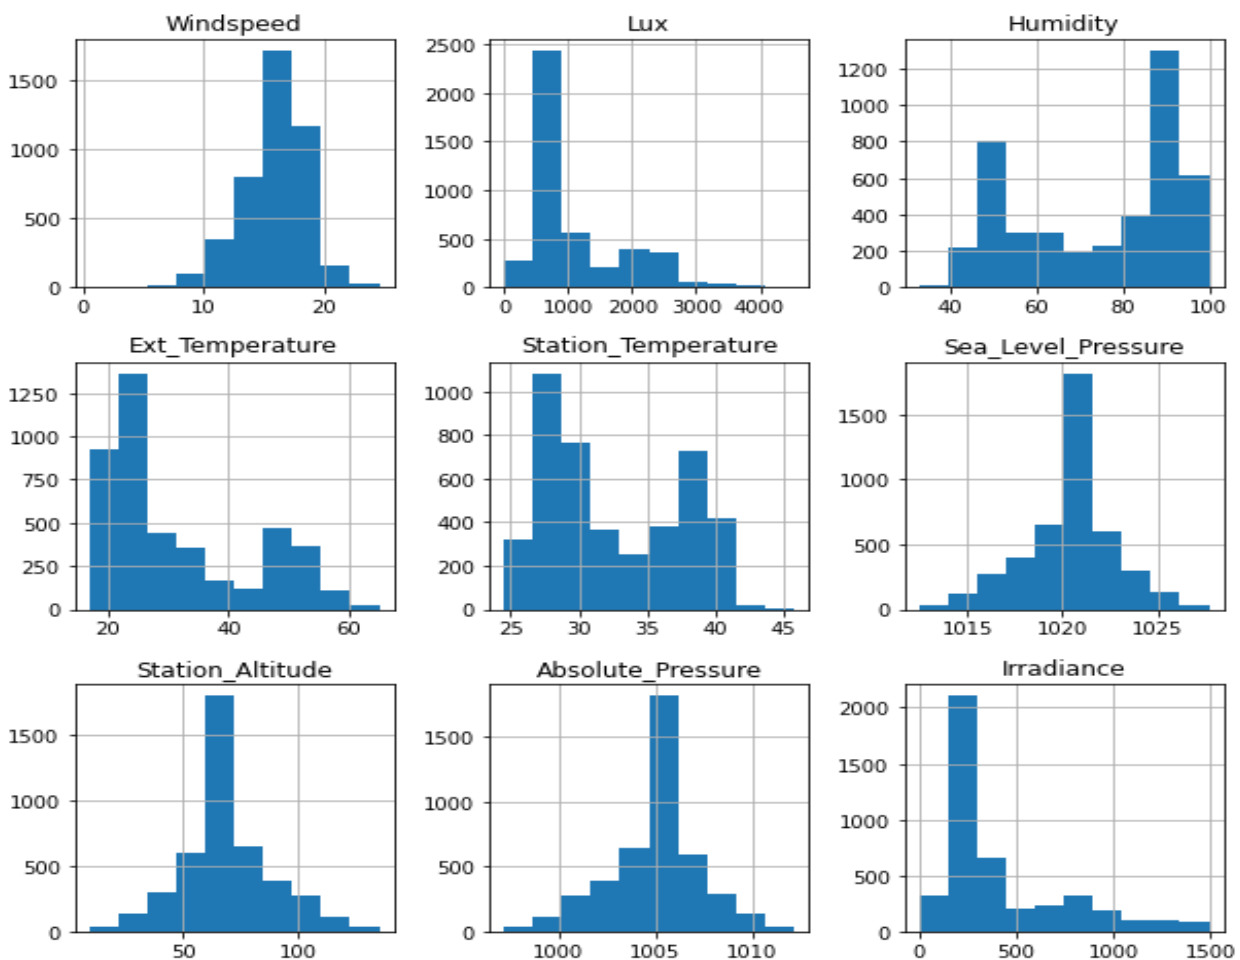 Windspeed
1500
1000
500
0
0 10 20
Lux
2500
2000
1500
1000
500
0
0 1000 2000 3000 4000
Humidity
1200
1000
800
600
400
200
0
40 60 80 100
Ext_Temperature
1250
1000
750
500
250
0
20 40 60
Station_Temperature
1000
800
600
400
200
0
25 30 35 40 45
Sea_Level_Pressure
1500
1000
500
0
1015 1020 1025
Station_Altitude
1500
1000
500
0
50 100
Absolute_Pressure
1500
1000
500
0
1000 1005 1010
Irradiance
2000
1500
1000
500
0
0 500 1000 1500